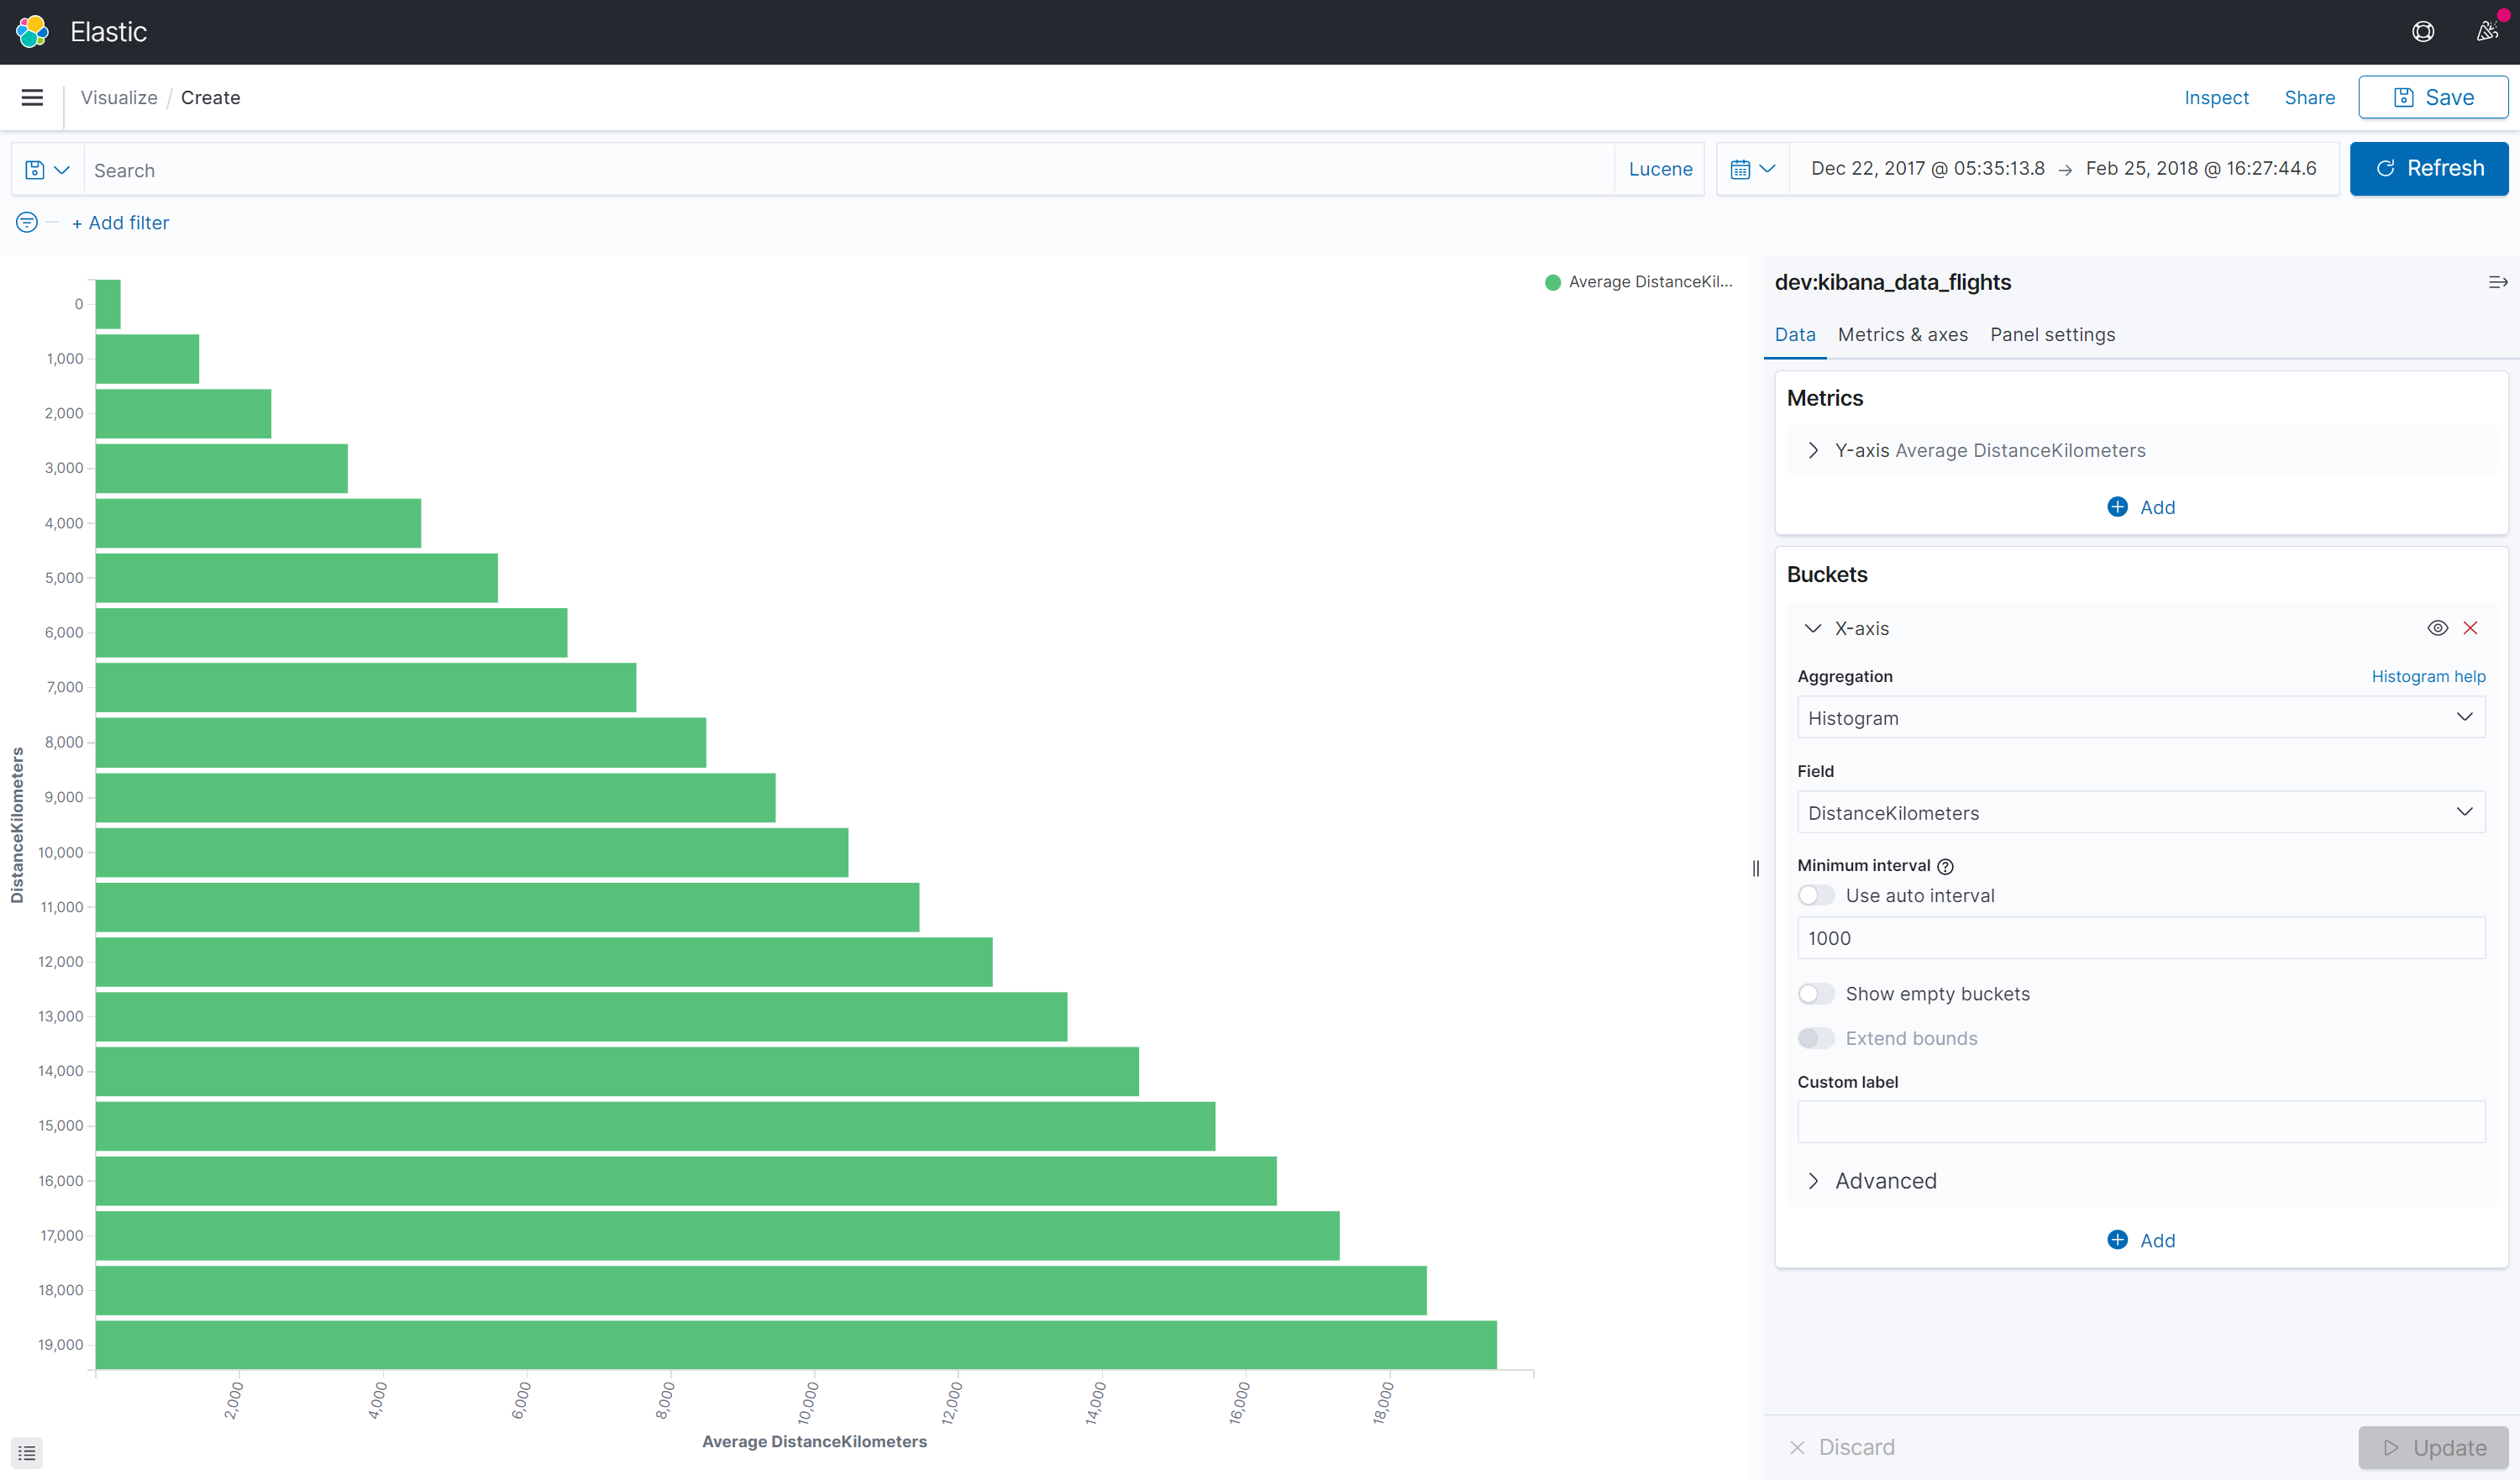 Elastic
Visualize / Create
Inspect
Share
Save
Search
Lucene
Dec 22, 2017 @ 05:35:13.8 → Feb 25, 2018 @ 16:27:44.6
Refresh
+ Add filter
Average DistanceKil...
DistanceKilometers
0
1,000
2,000
3,000
4,000
5,000
6,000
7,000
8,000
9,000
10,000
11,000
12,000
13,000
14,000
15,000
16,000
17,000
18,000
19,000
2,000
4,000
6,000
8,000
10,000
12,000
14,000
16,000
18,000
Average DistanceKilometers
dev:kibana_data_flights
Data
Metrics & axes
Panel settings
Metrics
Y-axis Average DistanceKilometers
Add
Buckets
X-axis
Aggregation
Histogram help
Histogram
Field
DistanceKilometers
Minimum interval
Use auto interval
1000
Show empty buckets
Extend bounds
Custom label
Advanced
Add
Discard
Update